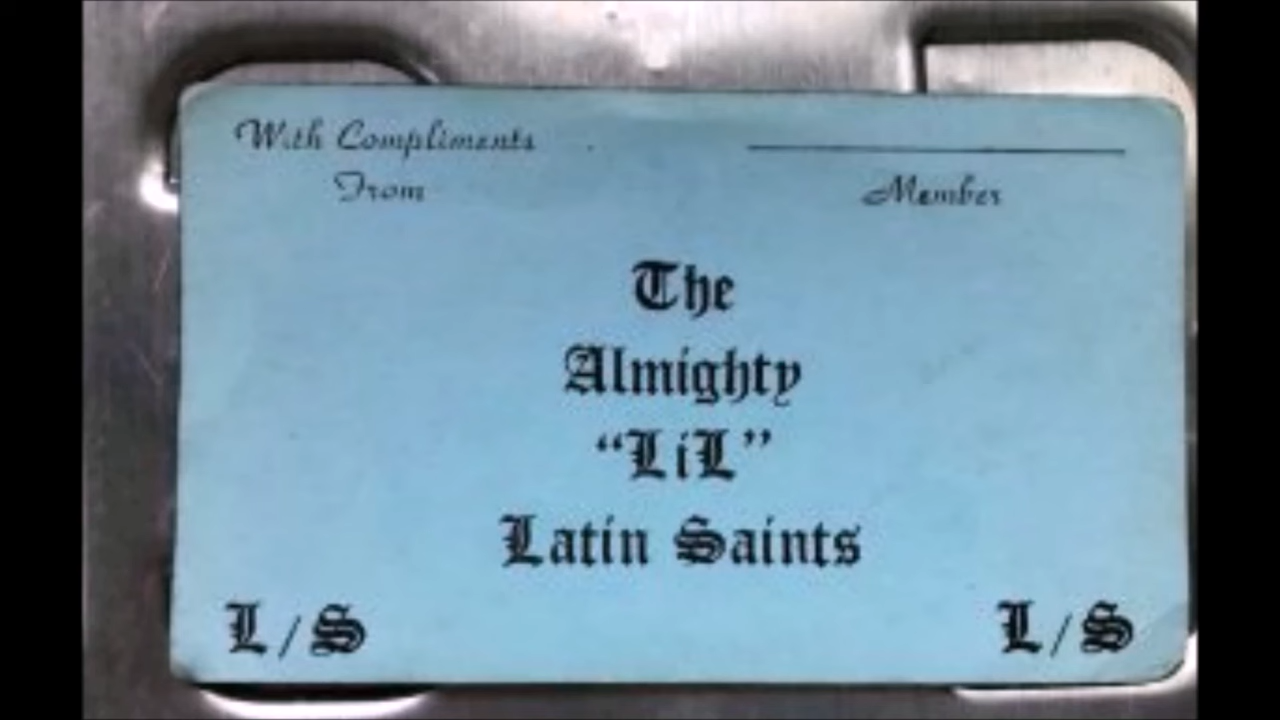 With Compliments
From
Member
The
Almighty
“LiL”
Latin Saints
L/S L/S